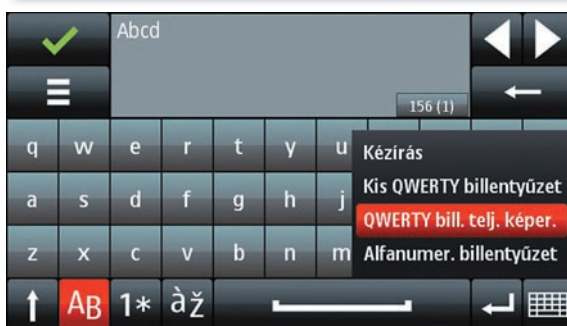 Abcd
156 (1)
q w e r t y u
a s d f g h j
z x c v b n m
Kézírás
Kis QWERTY billentyűzet
QWERTY bill. telj. képer.
Alfanumer. billentyűzet
AB 1* àž